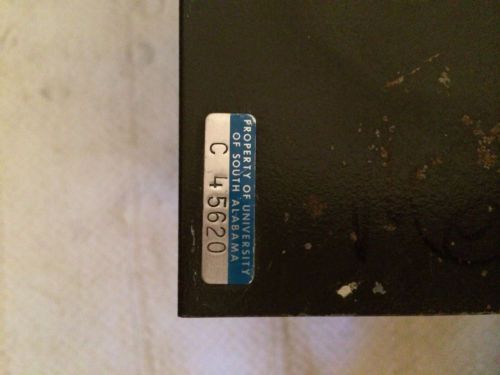 PROPERTY OF UNIVERSITY
OF SOUTH ALABAMA
C 45620